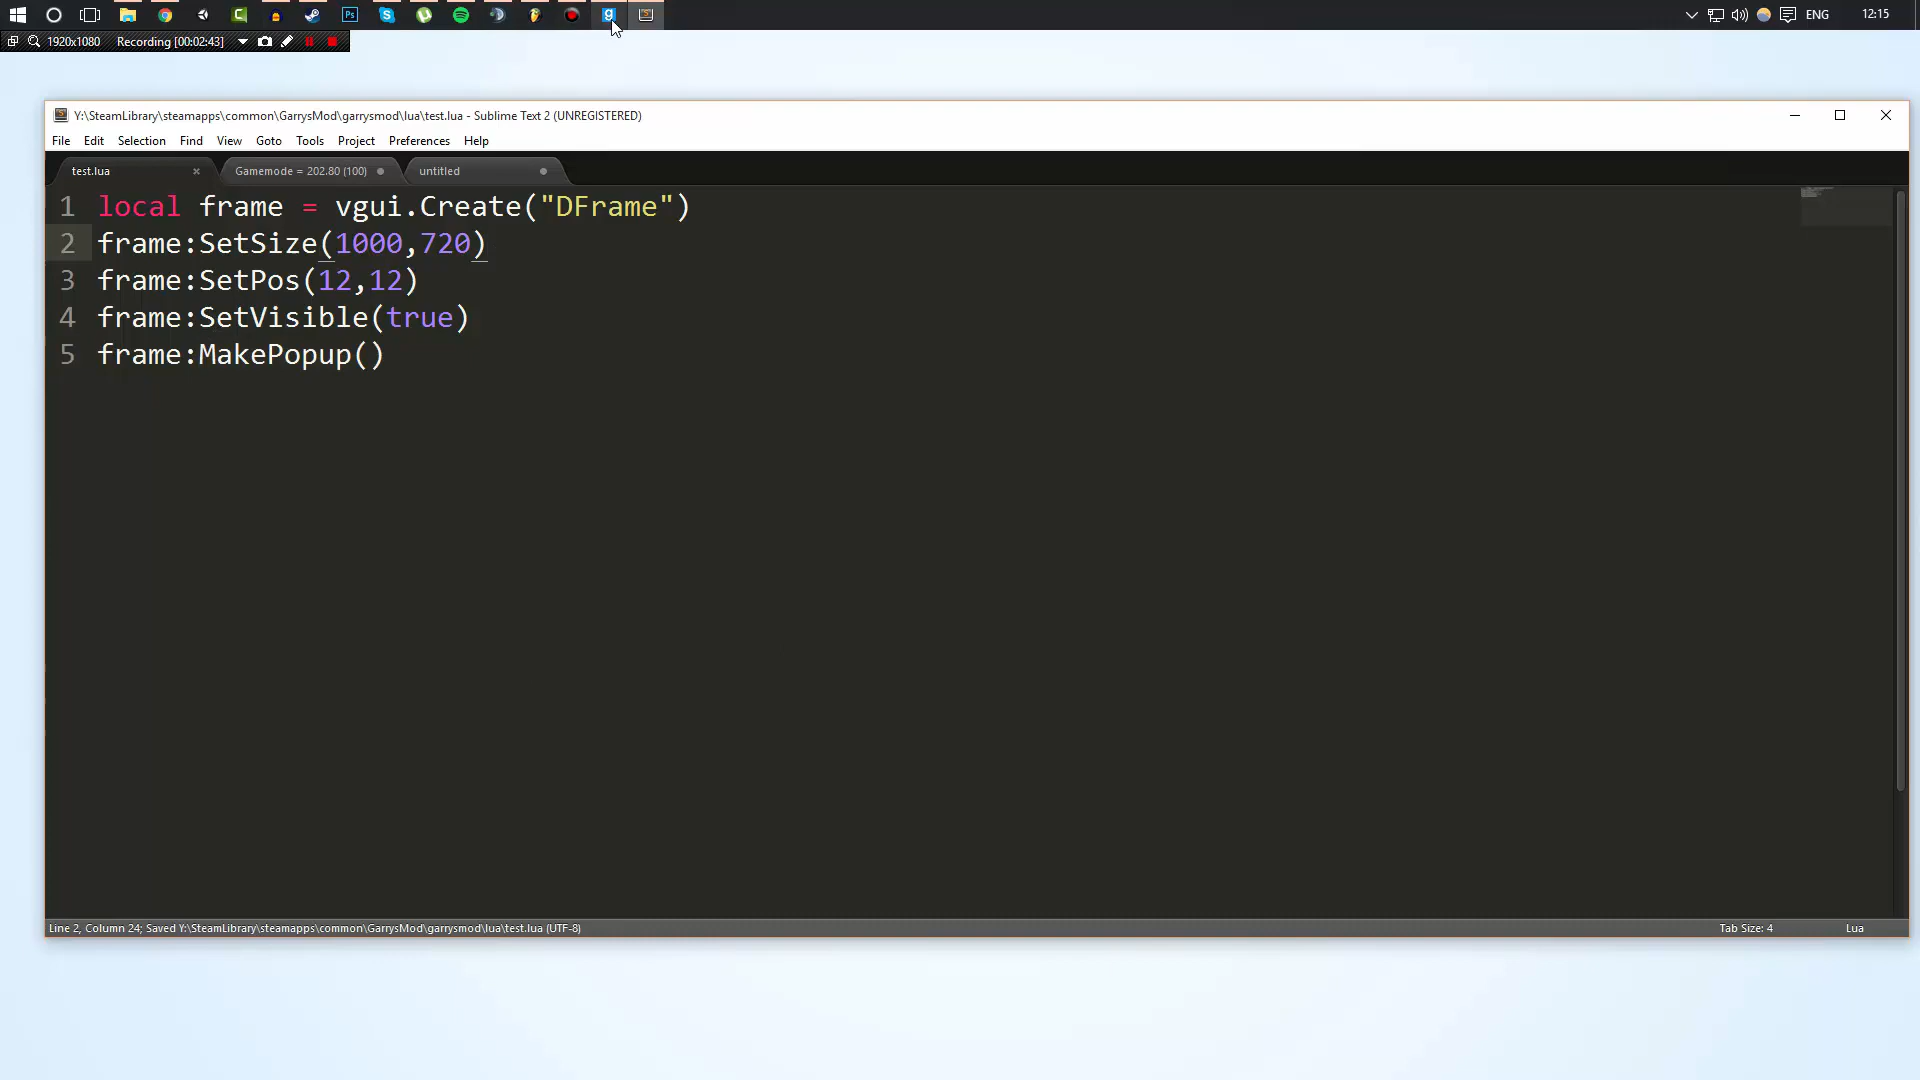 ENG
12:15
1920x1080
Recording [00:02:43]
Y:\SteamLibrary\steamapps\common\GarrysMod\garrysmod\lua\test.lua - Sublime Text 2 (UNREGISTERED)
File Edit Selection Find View Goto Tools Project Preferences Help
test.lua
Gamemode = 202.80 (100)
untitled
1 local frame = vgui.Create("DFrame")
2 frame:SetSize(1000,720)
3 frame:SetPos(12,12)
4 frame:SetVisible(true)
5 frame:MakePopup()
Line 2, Column 24; Saved Y:\SteamLibrary\steamapps\common\GarrysMod\garrysmod\lua\test.lua (UTF-8)
Tab Size: 4
Lua